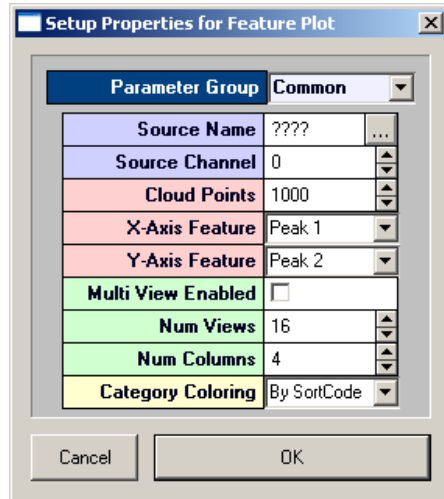 Setup Properties for Feature Plot
Parameter Group Common
Source Name ???? ...
Source Channel 0
Cloud Points 1000
X-Axis Feature Peak 1
Y-Axis Feature Peak 2
Multi View Enabled
Num Views 16
Num Columns 4
Category Coloring By SortCode
Cancel OK